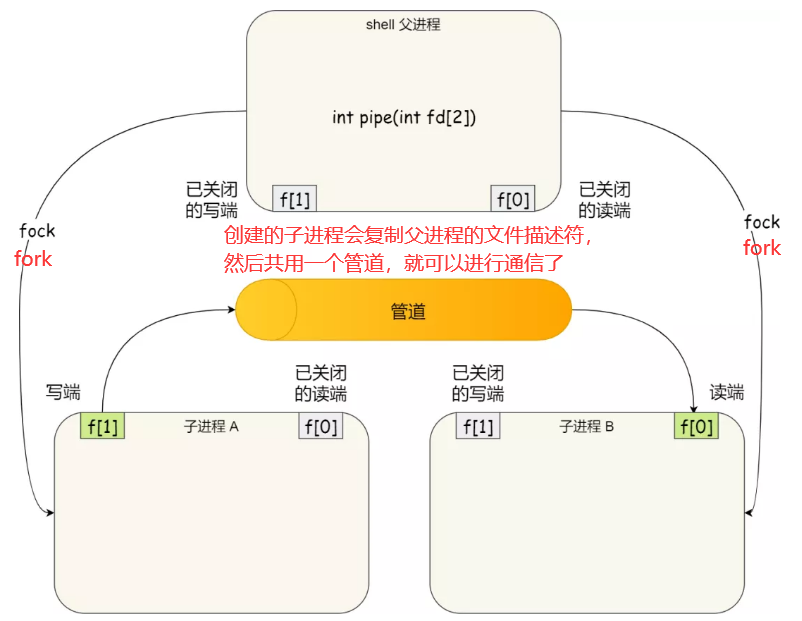 shell 父进程
int pipe(int fd[2])
已关闭
的写端
f[1]
f[0]
已关闭
的读端
fock
fork
fock
fork
创建的子进程会复制父进程的文件描述符，
然后共用一个管道，就可以进行通信了
管道
写端
已关闭
的读端
已关闭
的写端
读端
f[1]
子进程 A
f[0]
f[1]
子进程 B
f[0]